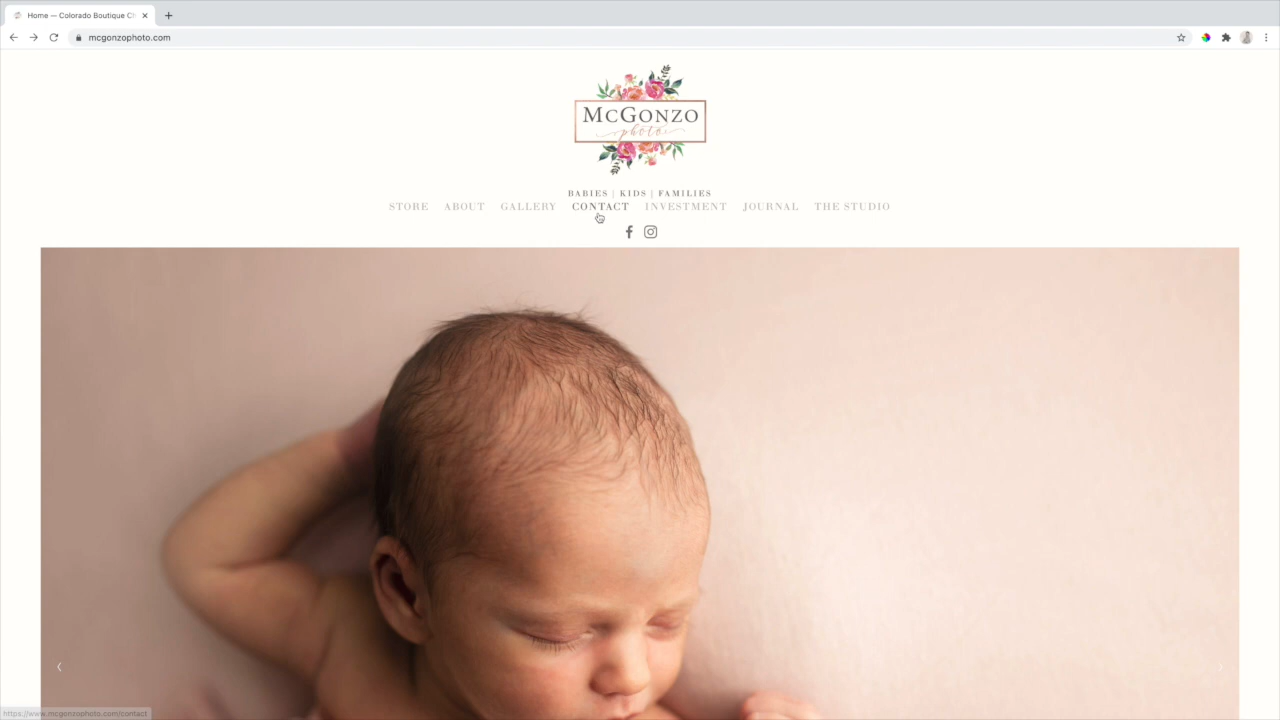 Home — Colorado Boutique Ch
mcgonzophoto.com
McGonzo
photo
BABIES | KIDS | FAMILIES
STORE ABOUT GALLERY CONTACT INVESTMENT JOURNAL THE STUDIO
https://www.mcgonzophoto.com/contact